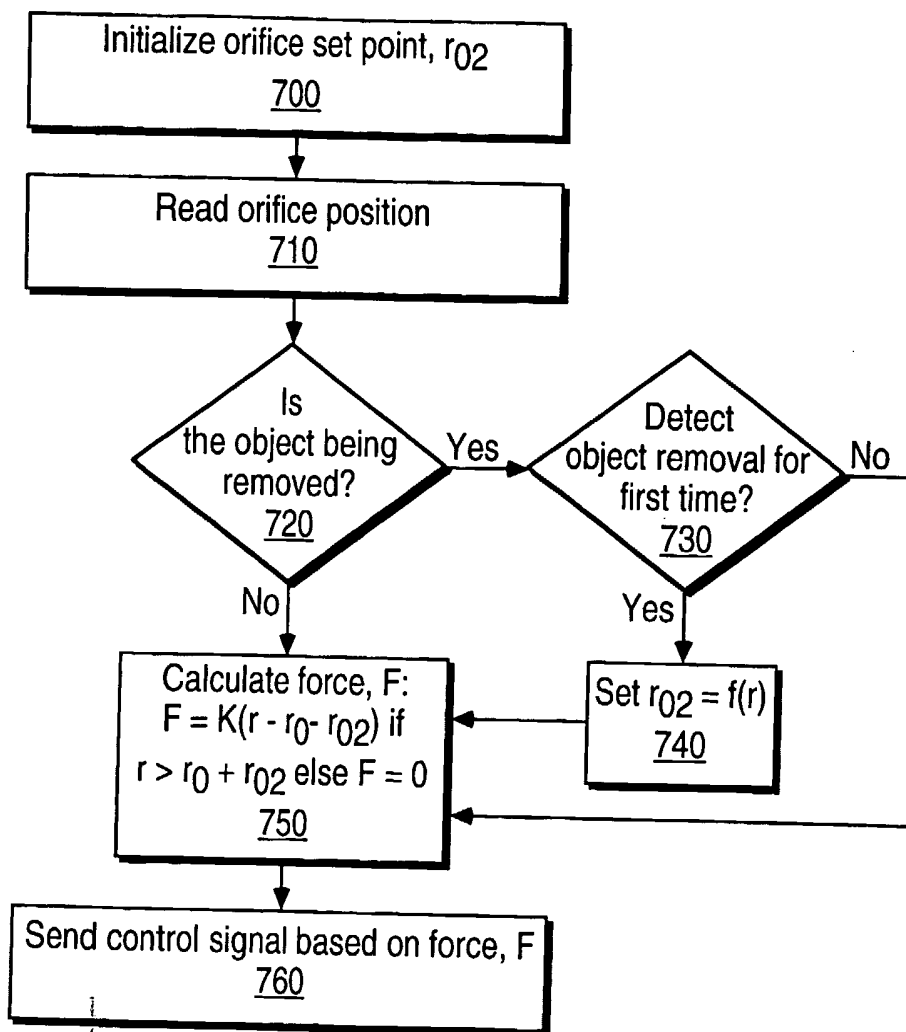 Initialize orifice set point, r02
700
Read orifice position
710
Is
the object being
removed?
720
Yes
Detect
object removal for
first time?
730
No
No
Yes
Calculate force, F:
F = K(r - r0- r02) if
r > r0 + r02 else F = 0
750
Set r02 = f(r)
740
Send control signal based on force, F
760